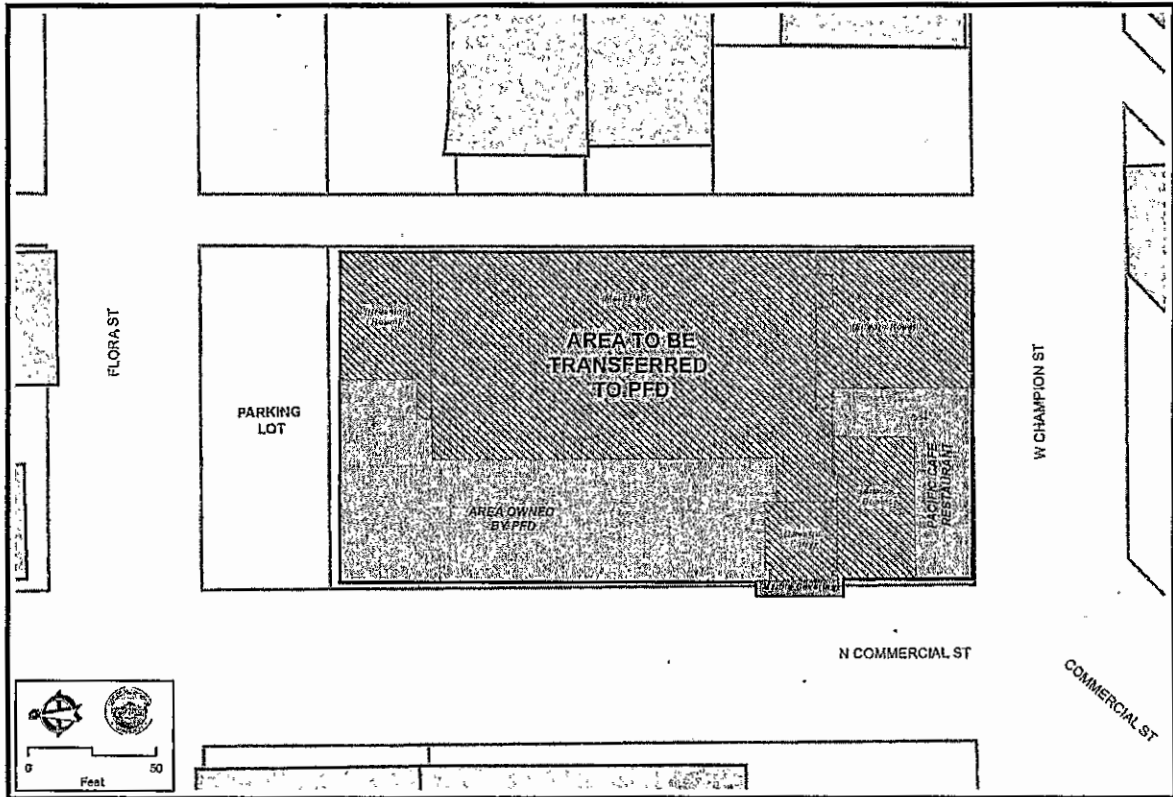 FLORA ST
PARKING
LOT
AREA TO BE
TRANSFERRED
TO PFD
AREA OWNED
BY PFD
PACIFIC CAFE
RESTAURANT
W CHAMPION ST
N COMMERCIAL ST
COMMERCIAL ST
0
50
Feet